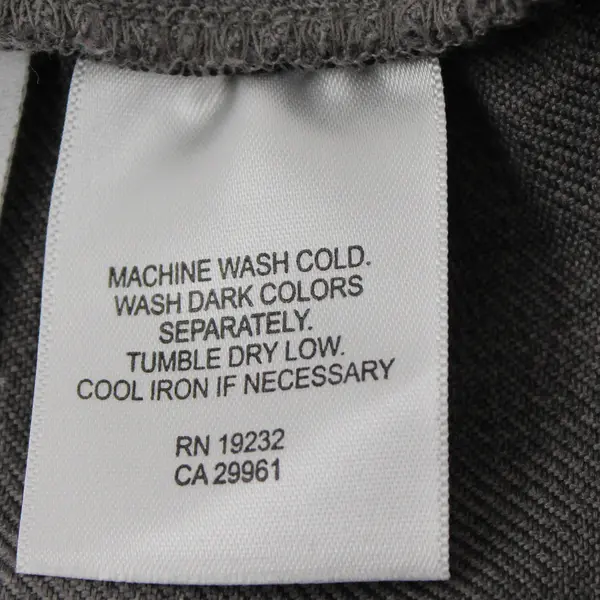 MACHINE WASH COLD.
WASH DARK COLORS
SEPARATELY.
TUMBLE DRY LOW.
COOL IRON IF NECESSARY
RN 19232
CA 29961